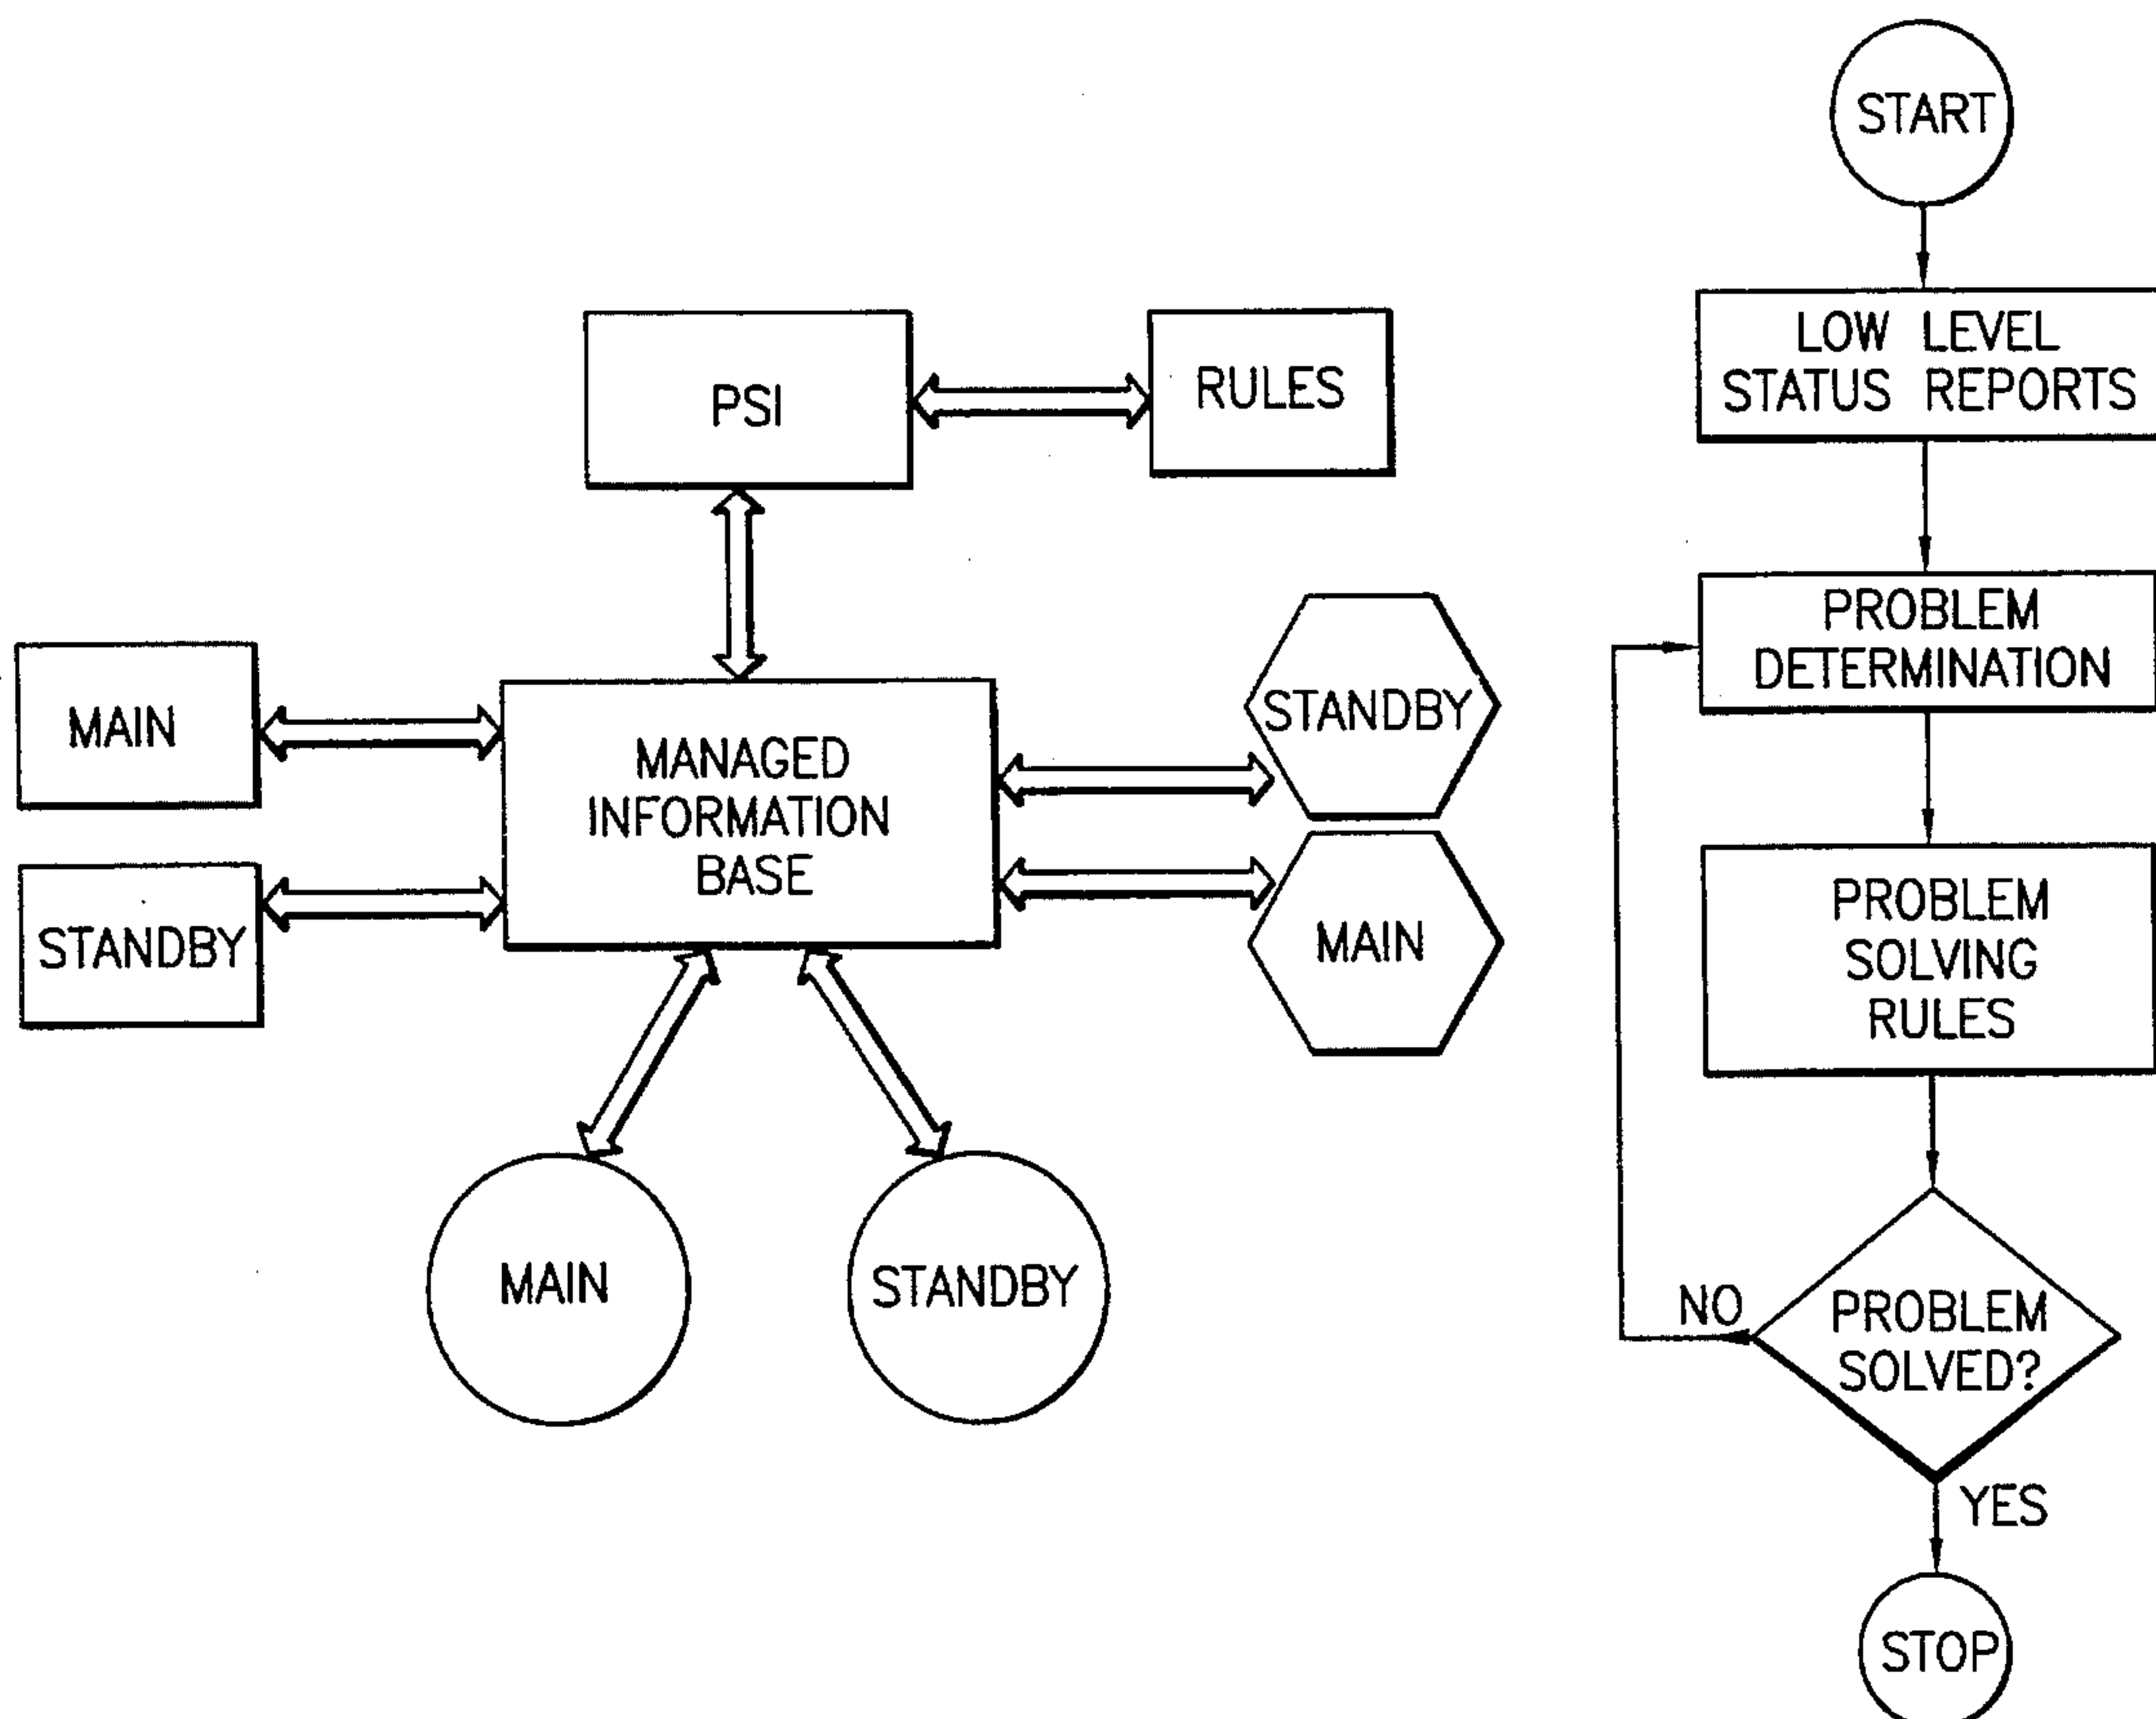 PSI
RULES
MAIN
STANDBY
MANAGED
INFORMATION
BASE
STANDBY
MAIN
MAIN
STANDBY
START
LOW LEVEL
STATUS REPORTS
PROBLEM
DETERMINATION
PROBLEM
SOLVING
RULES
PROBLEM
SOLVED?
NO
YES
STOP